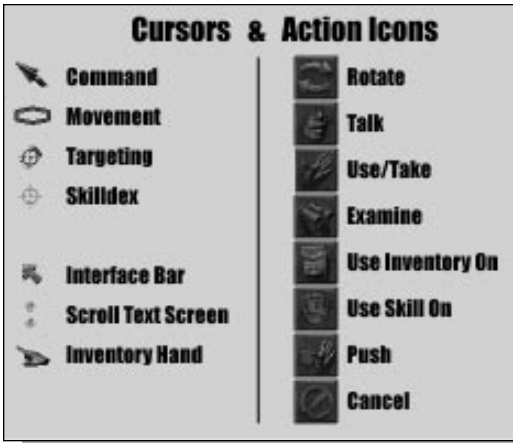 Cursors & Action Icons
Command
Movement
Targeting
Skilldex
Interface Bar
Scroll Text Screen
Inventory Hand
Rotate
Talk
Use/Take
Examine
Use Inventory On
Use Skill On
Push
Cancel